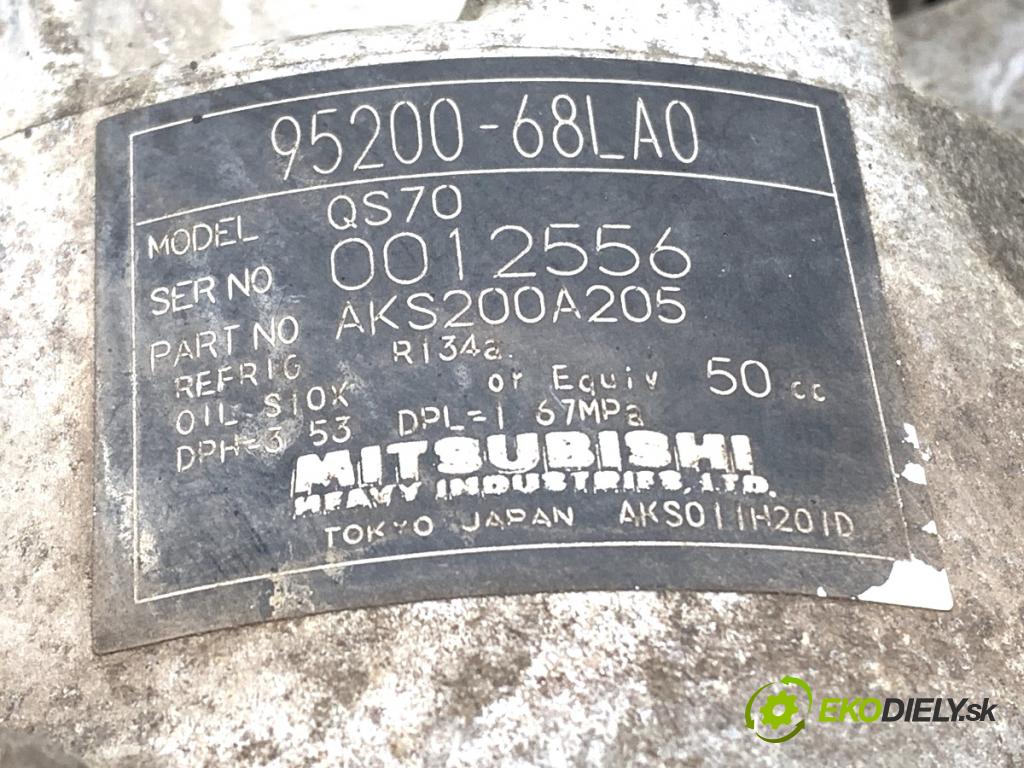 95200-68LA0
MODEL QS70
SER NO 0012556
PART NO AKS200A205
REFRIG R134a
OIL S10X or Equiv 50 cc
DPH=3 53 DPL=1 67MPa
MITSUBISHI
HEAVY INDUSTRIES, LTD.
TOKYO JAPAN AKS011H201D
EKODIELY.sk